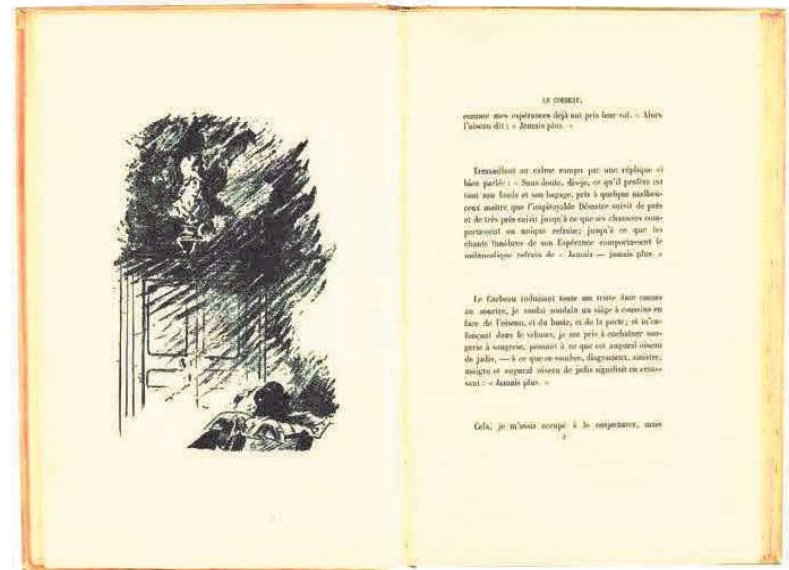 LE CORBEAU.
comme mes espérances déjà ont pris leur vol. » Alors
l'oiseau dit : « Jamais plus. »
Tressaillant au calme rompu par une réplique si
bien parlée : « Sans doute, dis-je, ce qu'il profère est
tout son fonds et son bagage, pris à quelque malheu-
reux maître que l'impitoyable Désastre suivit de près
et de très près suivit jusqu'à ce que ses chansons com-
portassent un unique refrain; jusqu'à ce que les
chants funèbres de son Espérance comportassent le
mélancolique refrain de « Jamais — jamais plus. »
Le Corbeau induisant toute ma triste âme encore
au sourire, je roulai soudain un siège à coussins en
face de l'oiseau, et du buste, et de la porte; et m'en-
fonçant dans le velours, je me pris à enchaîner son-
gerie à songerie, pensant à ce que cet augural oiseau
de jadis, — à ce que ce sombre, disgracieux, sinistre,
maigre et augural oiseau de jadis signifiait en croas-
sant : « Jamais plus. »
Cela, je m'assis occupé à le conjecturer, mais